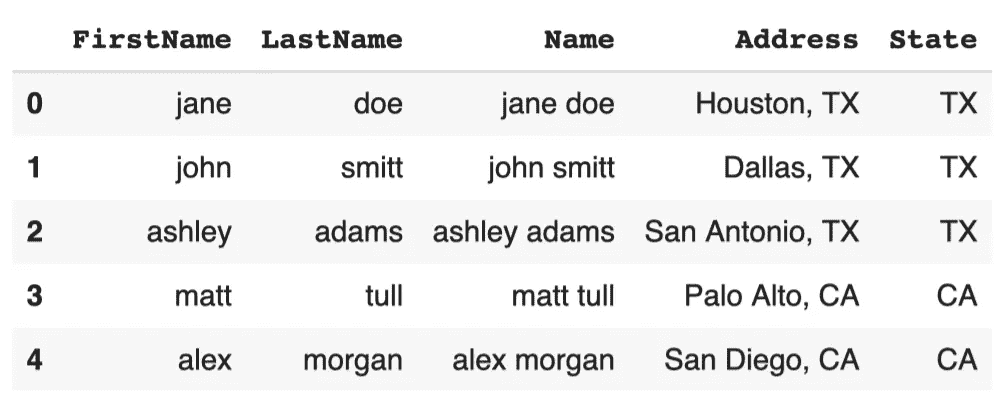 FirstName LastName Name Address State
0 jane doe jane doe Houston, TX TX
1 john smitt john smitt Dallas, TX TX
2 ashley adams ashley adams San Antonio, TX TX
3 matt tull matt tull Palo Alto, CA CA
4 alex morgan alex morgan San Diego, CA CA